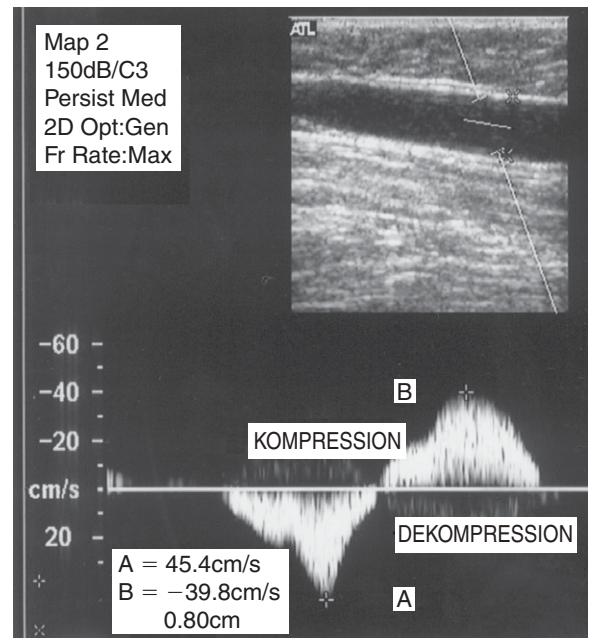 Map 2
150dB/C3
Persist Med
2D Opt:Gen
Fr Rate:Max
ATL
-60
-40
B
-20
KOMPRESSION
cm/s
DEKOMPRESSION
20
A = 45.4cm/s
B = -39.8cm/s
0.80cm
A